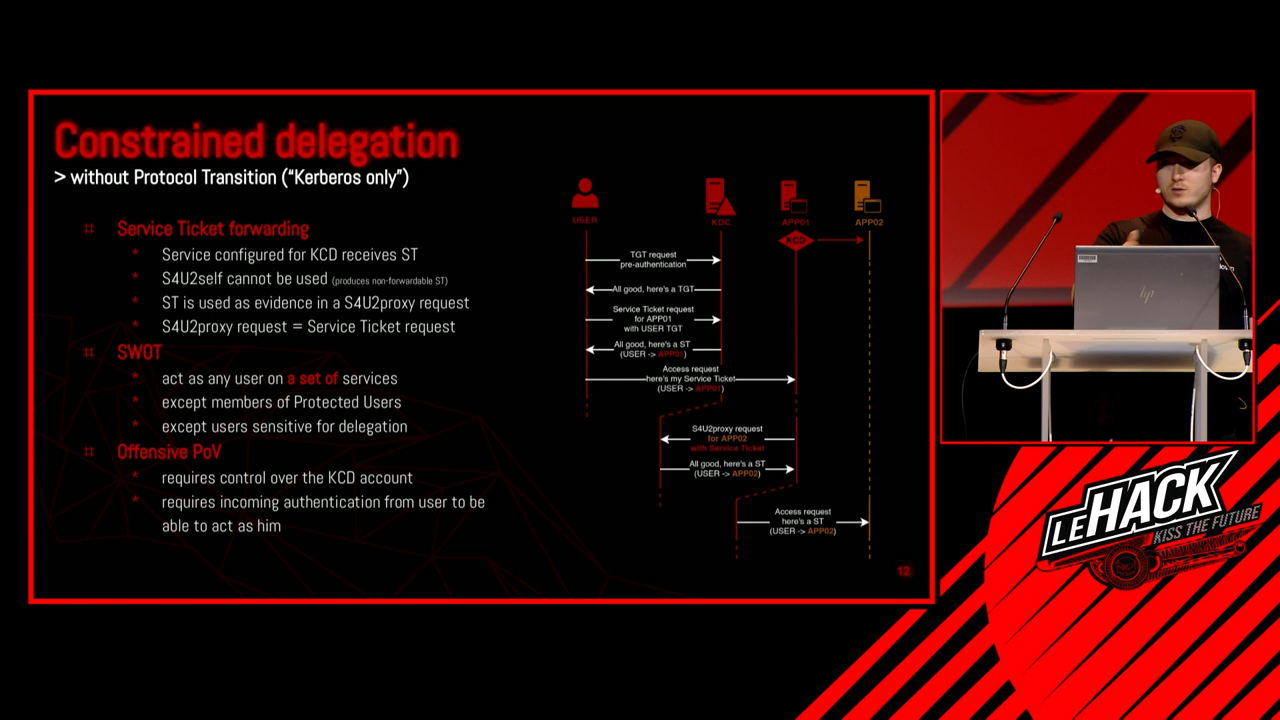 Constrained delegation
> without Protocol Transition (“Kerberos only”)
⌗ Service Ticket forwarding
* Service configured for KCD receives ST
* S4U2self cannot be used (produces non-forwardable ST)
* ST is used as evidence in a S4U2proxy request
* S4U2proxy request = Service Ticket request
⌗ SWOT
* act as any user on a set of services
* except members of Protected Users
* except users sensitive for delegation
⌗ Offensive PoV
* requires control over the KCD account
* requires incoming authentication from user to be
able to act as him
USER
KDC
APP01
APP02
KCD
TGT request
pre-authentication
All good, here's a TGT
Service Ticket request
for APP01
with USER TGT
All good, here's a ST
(USER -> APP01)
Access request
here's my Service Ticket
(USER -> APP01)
S4U2proxy request
for APP02
with Service Ticket
All good, here's a ST
(USER -> APP02)
Access request
here's a ST
(USER -> APP02)
12
hp
LEHACK
KISS THE FUTURE